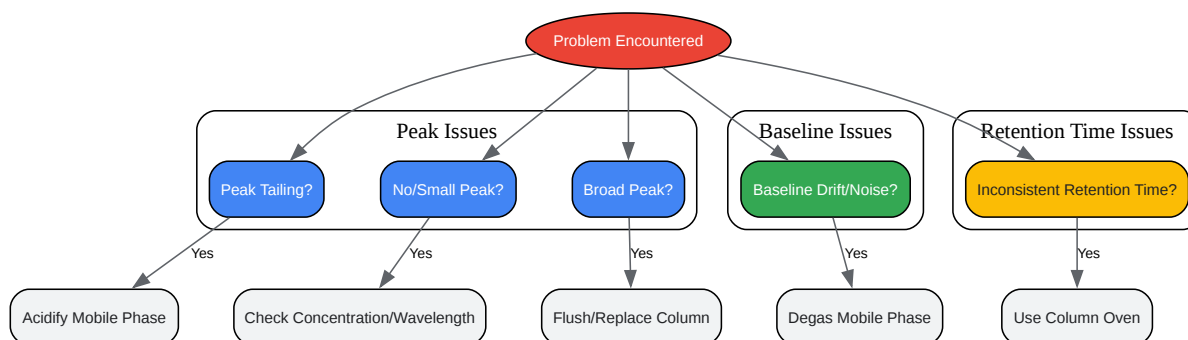 Problem Encountered
Peak Issues
Baseline Issues
Retention Time Issues
Peak Tailing?
No/Small Peak?
Broad Peak?
Baseline Drift/Noise?
Inconsistent Retention Time?
Yes
Yes
Yes
Yes
Yes
Acidify Mobile Phase
Check Concentration/Wavelength
Flush/Replace Column
Degas Mobile Phase
Use Column Oven